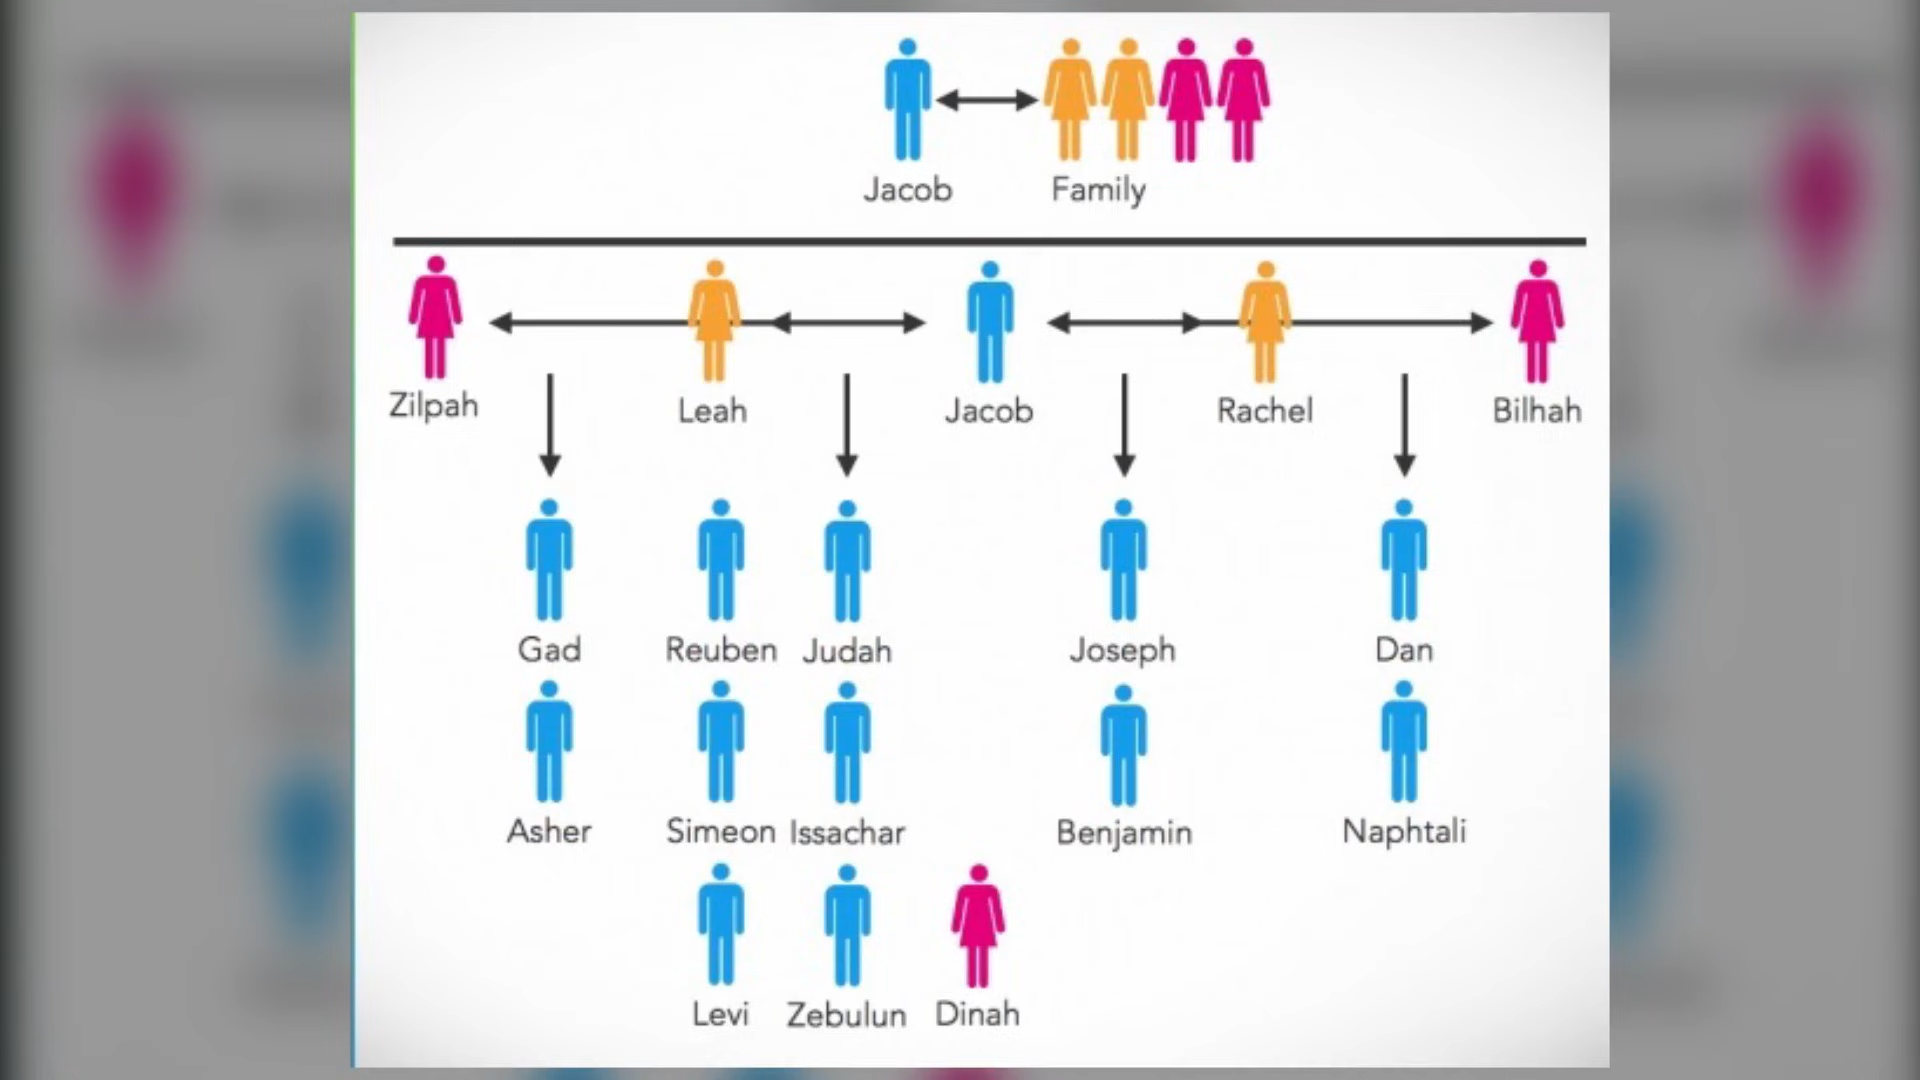 Jacob Family
Zilpah Leah Jacob Rachel Bilhah
Gad Reuben Judah Joseph Dan
Asher Simeon Issachar Benjamin Naphtali
Levi Zebulun Dinah